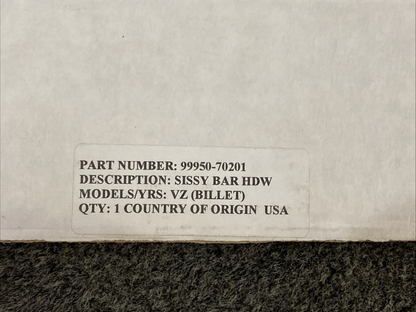 PART NUMBER: 99950-70201
DESCRIPTION: SISSY BAR HDW
MODELS/YRS: VZ (BILLET)
QTY: 1 COUNTRY OF ORIGIN USA